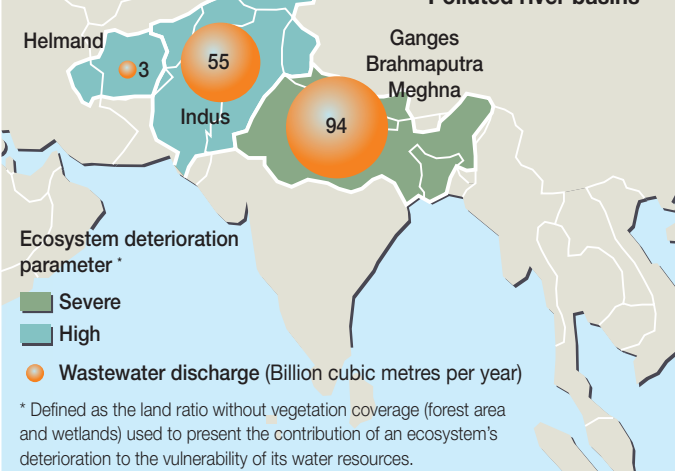 Polluted river basins
Helmand
Ganges
Brahmaputra
Meghna
3
55
Indus
94
Ecosystem deterioration
parameter *
Severe
High
Wastewater discharge (Billion cubic metres per year)
* Defined as the land ratio without vegetation coverage (forest area
and wetlands) used to present the contribution of an ecosystem's
deterioration to the vulnerability of its water resources.